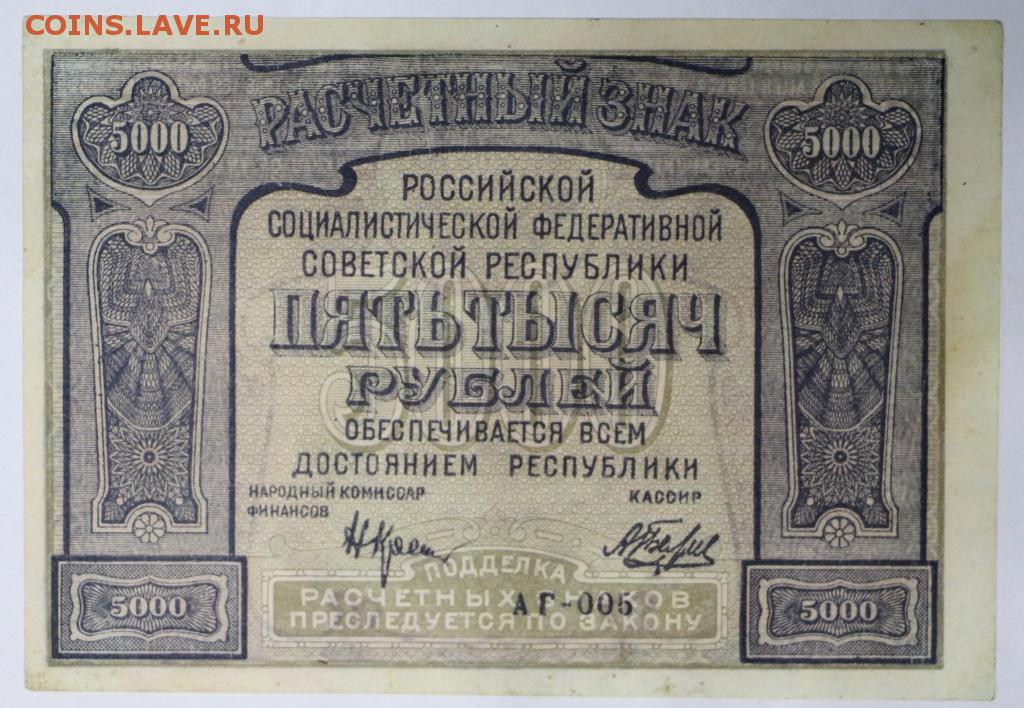 COINS.LAVE.RU
РАСЧЕТНЫЙ ЗНАК
5000 5000
РОССИЙСКОЙ
СОЦИАЛИСТИЧЕСКОЙ ФЕДЕРАТИВНОЙ
СОВЕТСКОЙ РЕСПУБЛИКИ
5000
ПЯТЬ ТЫСЯЧ
РУБЛЕЙ
ОБЕСПЕЧИВАЕТСЯ ВСЕМ
ДОСТОЯНИЕМ РЕСПУБЛИКИ
НАРОДНЫЙ КОМИССАР КАССИР
ФИНАНСОВ
ПОДДЕЛКА
РАСЧЕТНЫХ
АГ-005
ПРЕСЛЕДУЕТСЯ ПО ЗАКОНУ
5000 5000